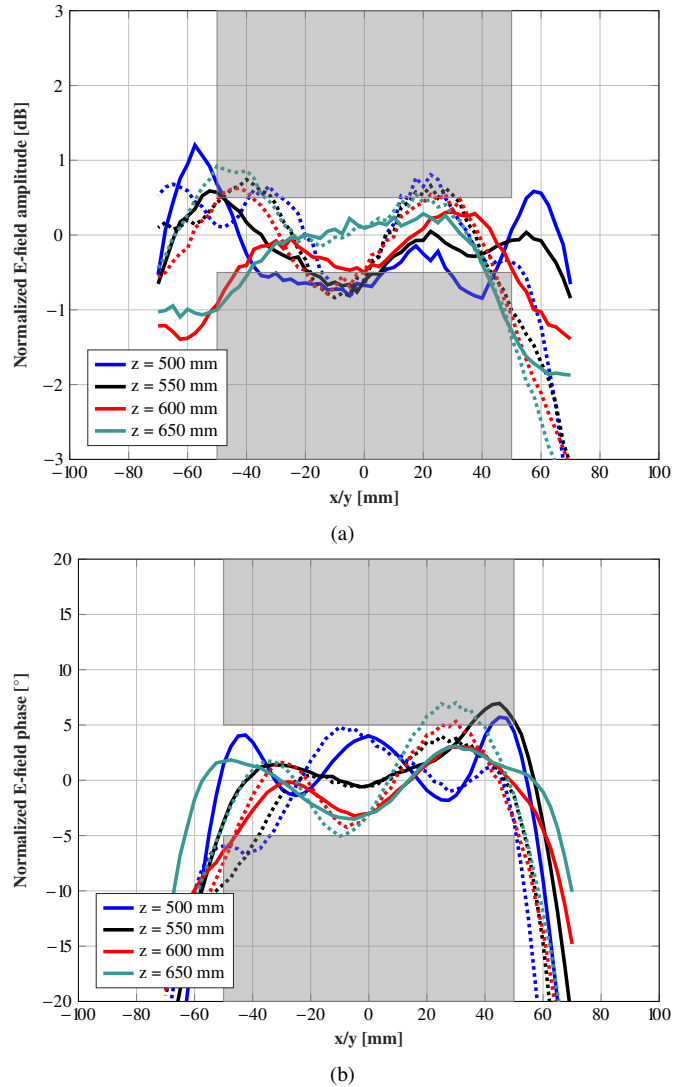 3
2
1
0
−1
−2
−3
Normalized E-field amplitude [dB]
z = 500 mm
z = 550 mm
z = 600 mm
z = 650 mm
−100 −80 −60 −40 −20 0 20 40 60 80 100
x/y [mm]
(a)
20
15
10
5
0
−5
−10
−15
−20
Normalized E-field phase [°]
z = 500 mm
z = 550 mm
z = 600 mm
z = 650 mm
−100 −80 −60 −40 −20 0 20 40 60 80 100
x/y [mm]
(b)